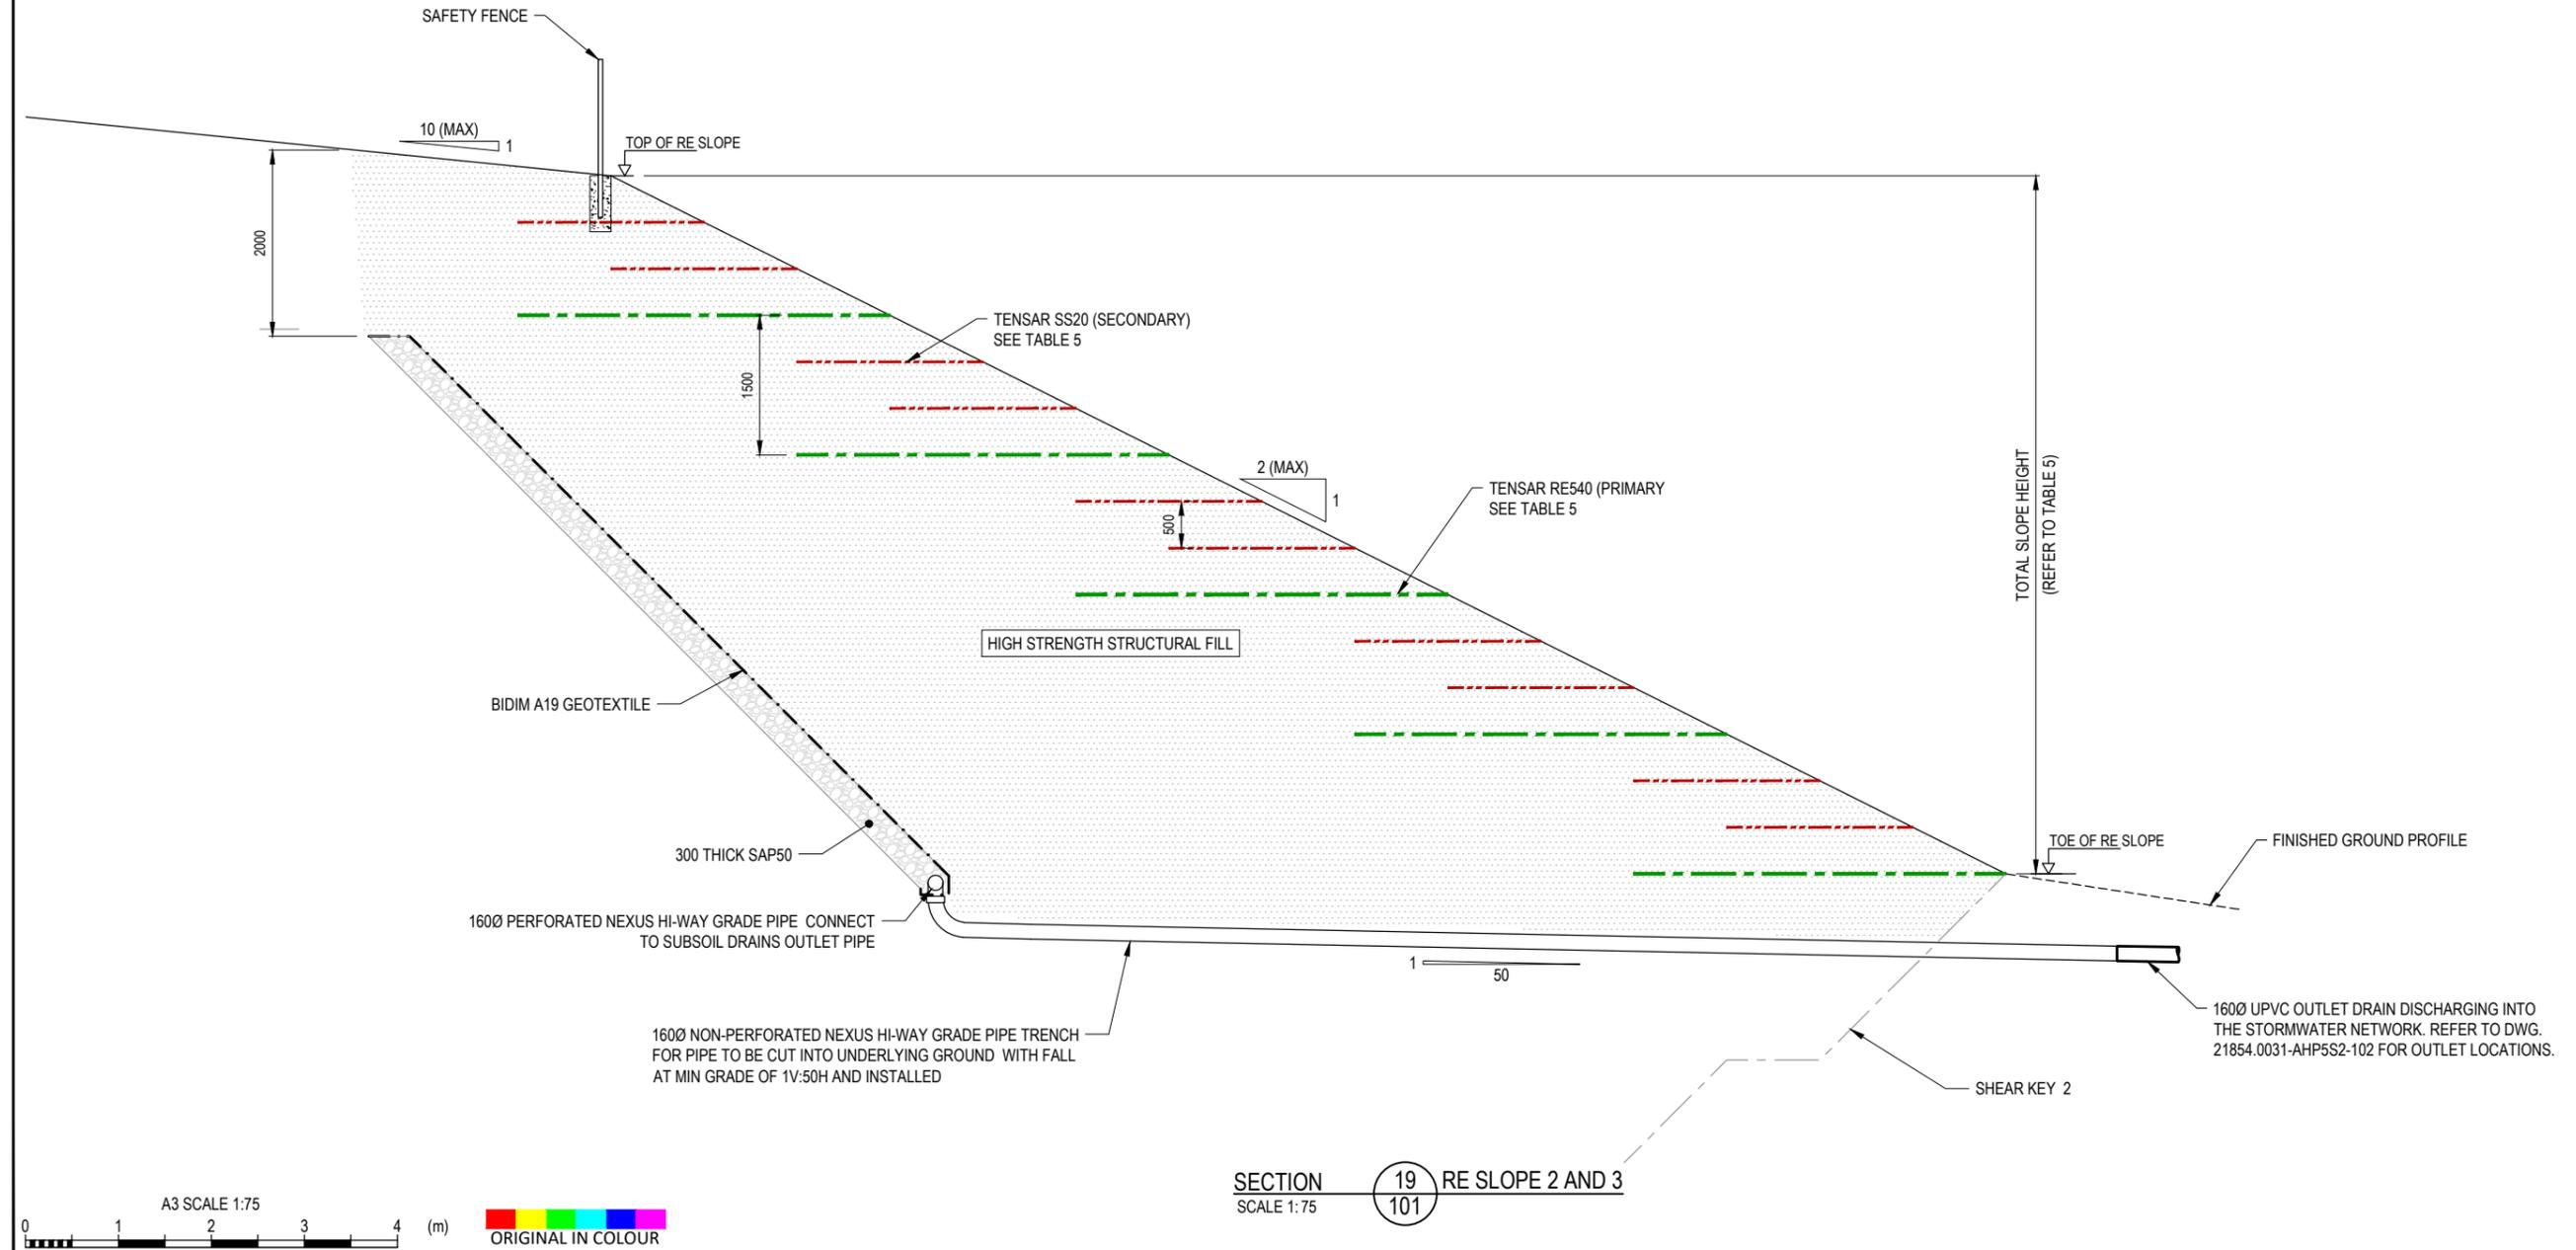 SAFETY FENCE
10 (MAX)
1
TOP OF RE SLOPE
2000
TENSAR SS20 (SECONDARY)
SEE TABLE 5
1500
2 (MAX)
1
TENSAR RE540 (PRIMARY
SEE TABLE 5
500
TOTAL SLOPE HEIGHT
(REFER TO TABLE 5)
HIGH STRENGTH STRUCTURAL FILL
BIDIM A19 GEOTEXTILE
300 THICK SAP50
TOE OF RE SLOPE
FINISHED GROUND PROFILE
160Ø PERFORATED NEXUS HI-WAY GRADE PIPE CONNECT
TO SUBSOIL DRAINS OUTLET PIPE
1
50
160Ø NON-PERFORATED NEXUS HI-WAY GRADE PIPE TRENCH
FOR PIPE TO BE CUT INTO UNDERLYING GROUND WITH FALL
AT MIN GRADE OF 1V:50H AND INSTALLED
160Ø UPVC OUTLET DRAIN DISCHARGING INTO
THE STORMWATER NETWORK. REFER TO DWG.
21854.0031-AHP5S2-102 FOR OUTLET LOCATIONS.
SHEAR KEY 2
SECTION 19 RE SLOPE 2 AND 3
SCALE 1:75 101
A3 SCALE 1:75
0 1 2 3 4 (m)
ORIGINAL IN COLOUR